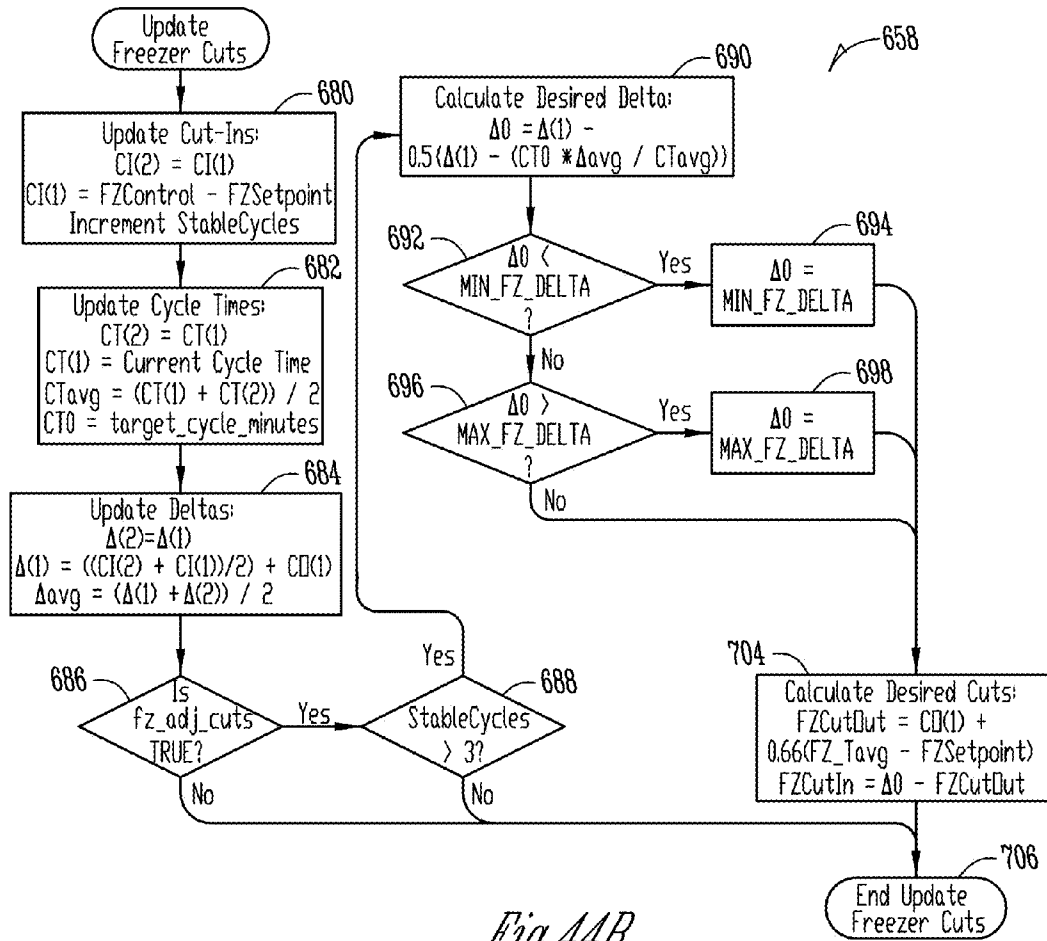 Update
Freezer Cuts
680
Update Cut-Ins:
CI(2) = CI(1)
CI(1) = FZControl - FZSetpoint
Increment StableCycles
682
Update Cycle Times:
CT(2) = CT(1)
CT(1) = Current Cycle Time
CTavg = (CT(1) + CT(2)) / 2
CT0 = target_cycle_minutes
684
Update Deltas:
Δ(2)=Δ(1)
Δ(1) = ((CI(2) + CI(1))/2) + CO(1)
Δavg = (Δ(1) +Δ(2)) / 2
686
Is
fz_adj_cuts
TRUE?
Yes
No
688
StableCycles
> 3?
Yes
No
690
Calculate Desired Delta:
Δ0 = Δ(1) -
0.5(Δ(1) - (CT0 *Δavg / CTavg))
692
Δ0 <
MIN_FZ_DELTA
?
Yes
No
694
Δ0 =
MIN_FZ_DELTA
696
Δ0 >
MAX_FZ_DELTA
?
Yes
No
698
Δ0 =
MAX_FZ_DELTA
704
Calculate Desired Cuts:
FZCutOut = CO(1) +
0.66(FZ_Tavg - FZSetpoint)
FZCutIn = Δ0 - FZCutOut
706
End Update
Freezer Cuts
658
Fig.44B